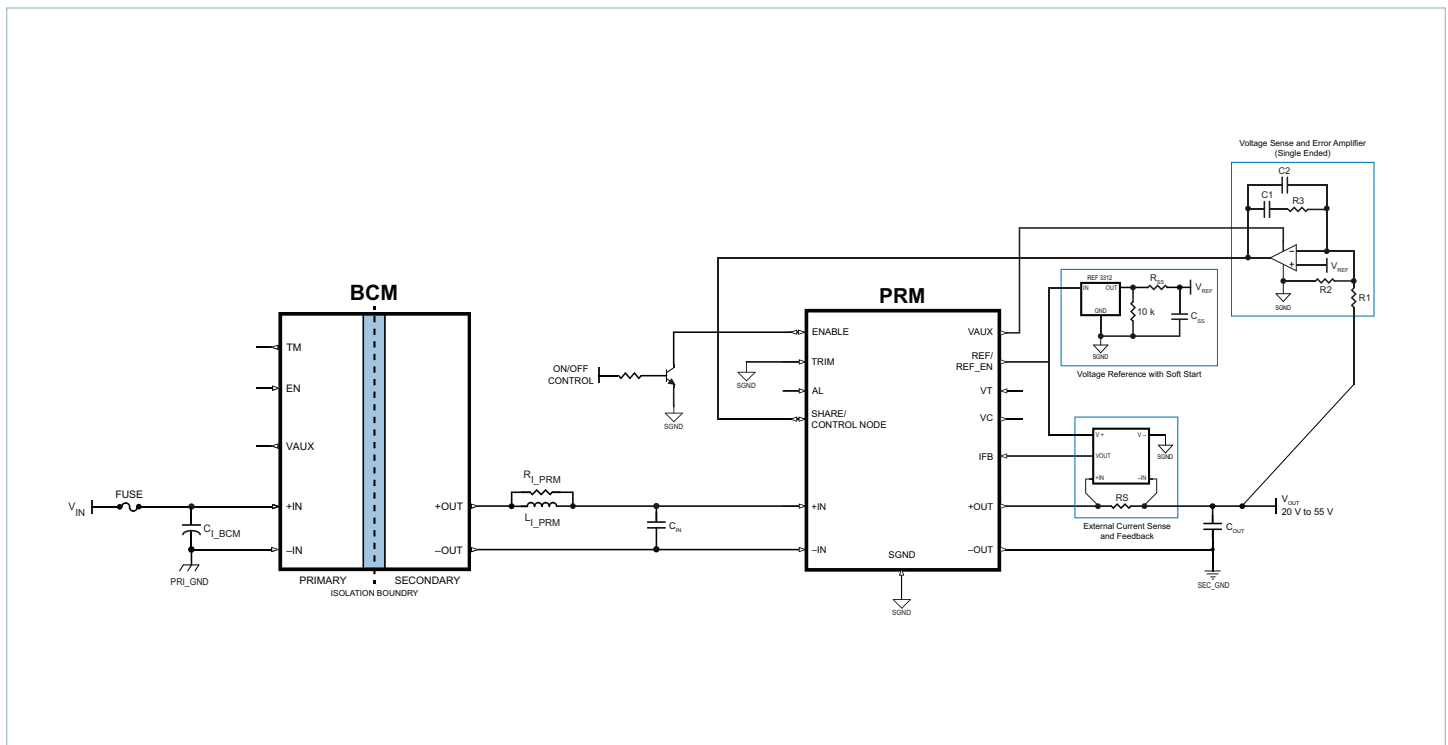 Voltage Sense and Error Amplifier
(Single Ended)
C2
C1
R3
–
+
V_REF
R2
SGND
R1
BCM
TM
EN
VAUX
+IN
–IN
+OUT
–OUT
PRIMARY
SECONDARY
ISOLATION BOUNDRY
V_IN
FUSE
C_I_BCM
PRI_GND
R_I_PRM
L_I_PRM
C_IN
ON/OFF
CONTROL
SGND
SGND
PRM
ENABLE
TRIM
AL
SHARE/
CONTROL NODE
+IN
–IN
VAUX
REF/
REF_EN
VT
VC
IFB
+OUT
–OUT
SGND
SGND
REF 3312
IN
OUT
GND
R_SS
V_REF
10 k
C_SS
SGND
Voltage Reference with Soft Start
V +
V –
SGND
VOUT
+IN
–IN
RS
External Current Sense
and Feedback
C_OUT
SEC_GND
V_OUT
20 V to 55 V